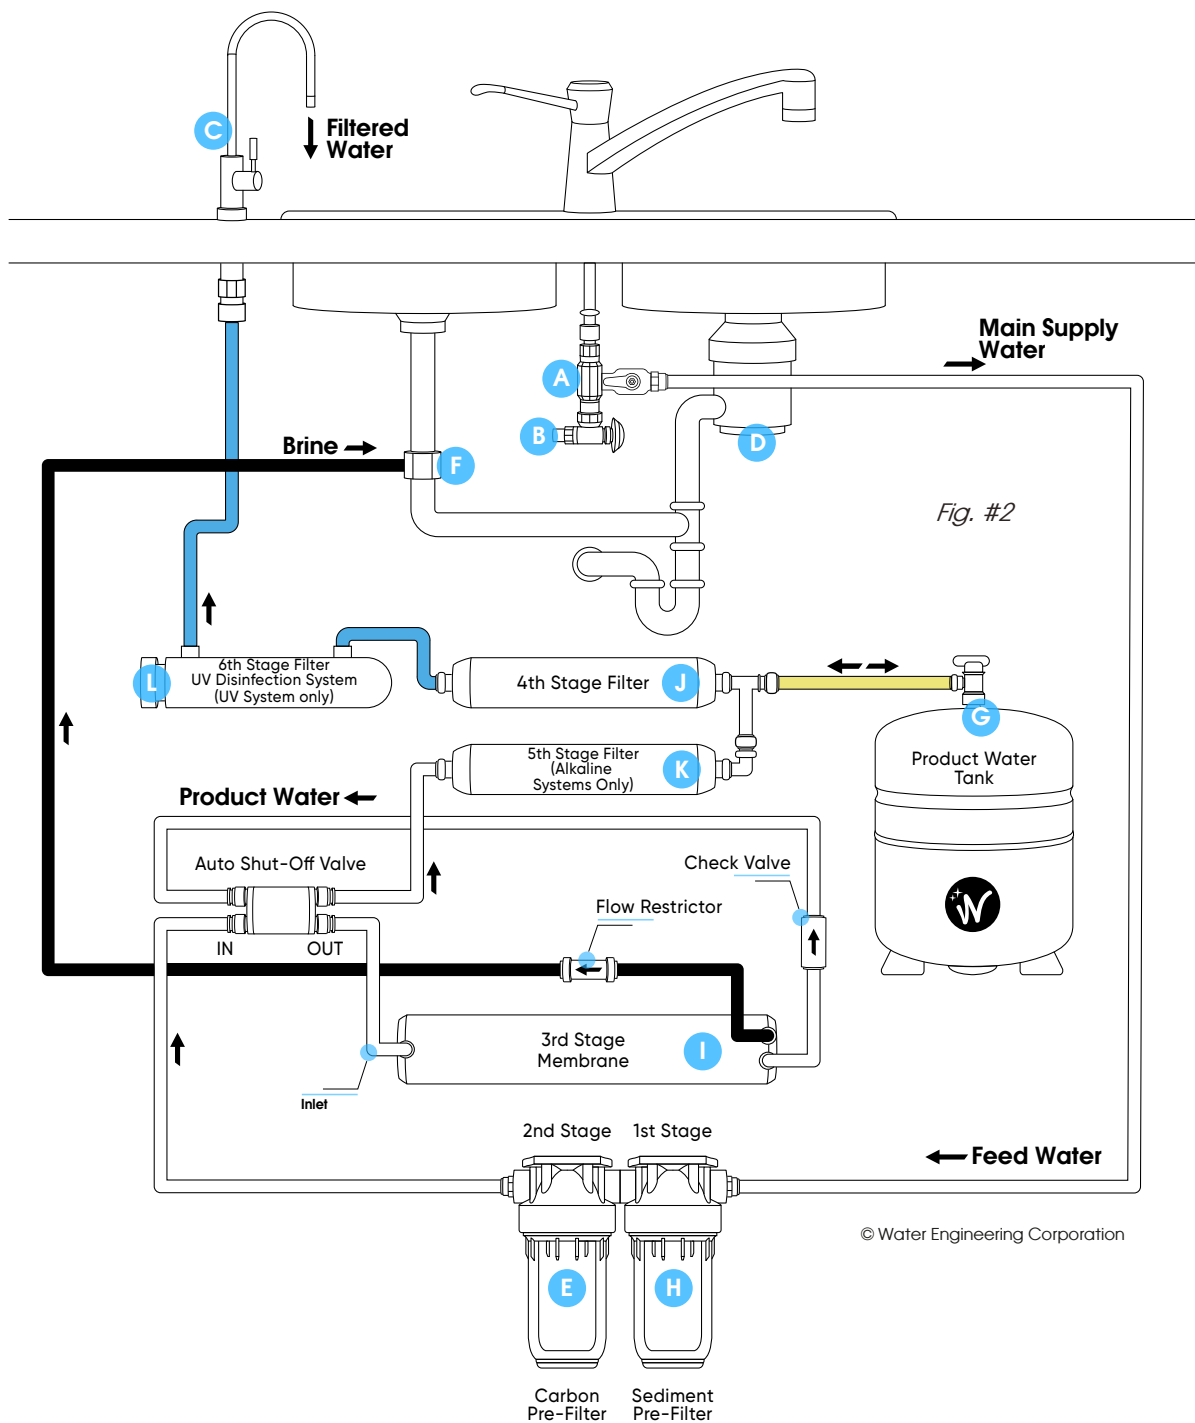 C
Filtered
Water
Main Supply
Water
A
B
D
Brine
F
Fig. #2
L
6th Stage Filter
UV Disinfection System
(UV System only)
4th Stage Filter
J
G
5th Stage Filter
(Alkaline
Systems Only)
K
Product Water
Tank
Product Water
Auto Shut-Off Valve
Check Valve
Flow Restrictor
W
IN
OUT
3rd Stage
Membrane
I
Inlet
2nd Stage
1st Stage
Feed Water
© Water Engineering Corporation
E
H
Carbon
Pre-Filter
Sediment
Pre-Filter